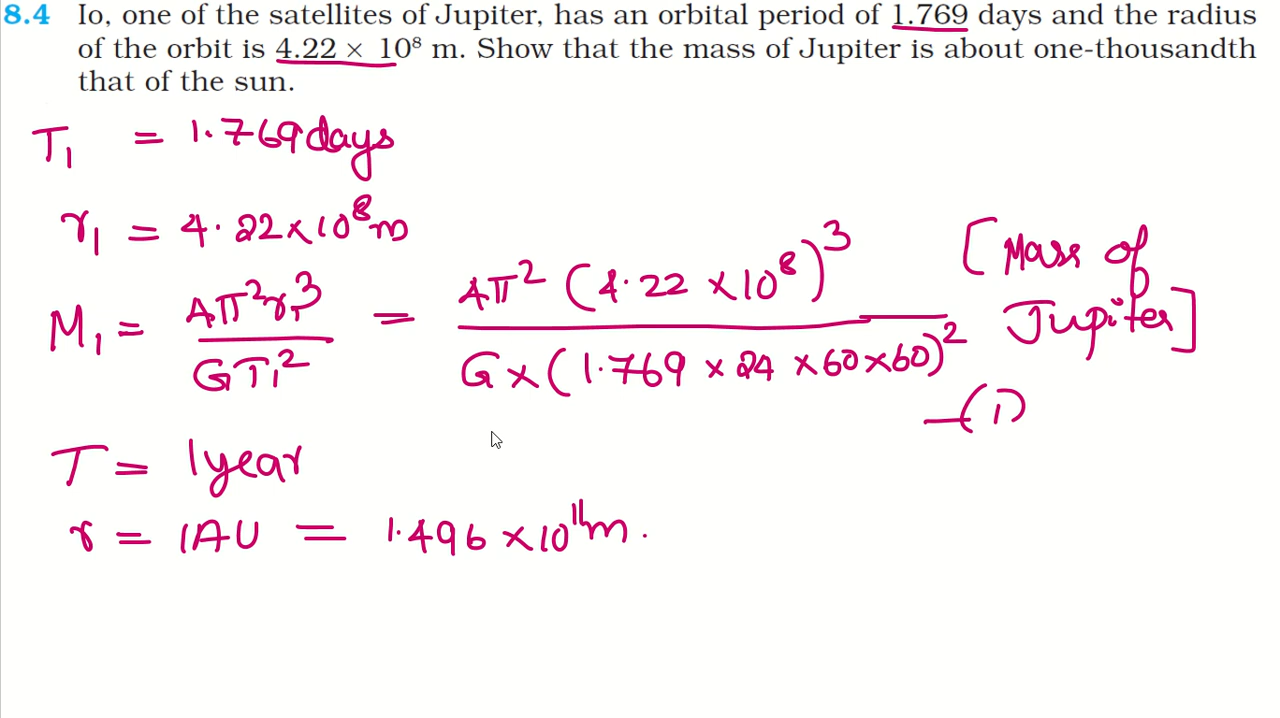 8.4 Io, one of the satellites of Jupiter, has an orbital period of 1.769 days and the radius
of the orbit is 4.22 × 10⁸ m. Show that the mass of Jupiter is about one-thousandth
that of the sun.
T₁ = 1.769 days
r₁ = 4.22 × 10⁸ m
M₁ = 4π²r₁³ / GT₁² = 4π² (4.22 × 10⁸)³ / G × (1.769 × 24 × 60 × 60)² [Mass of Jupiter]
—(i)
T = 1 year
r = 1AU = 1.496 × 10¹¹ m.